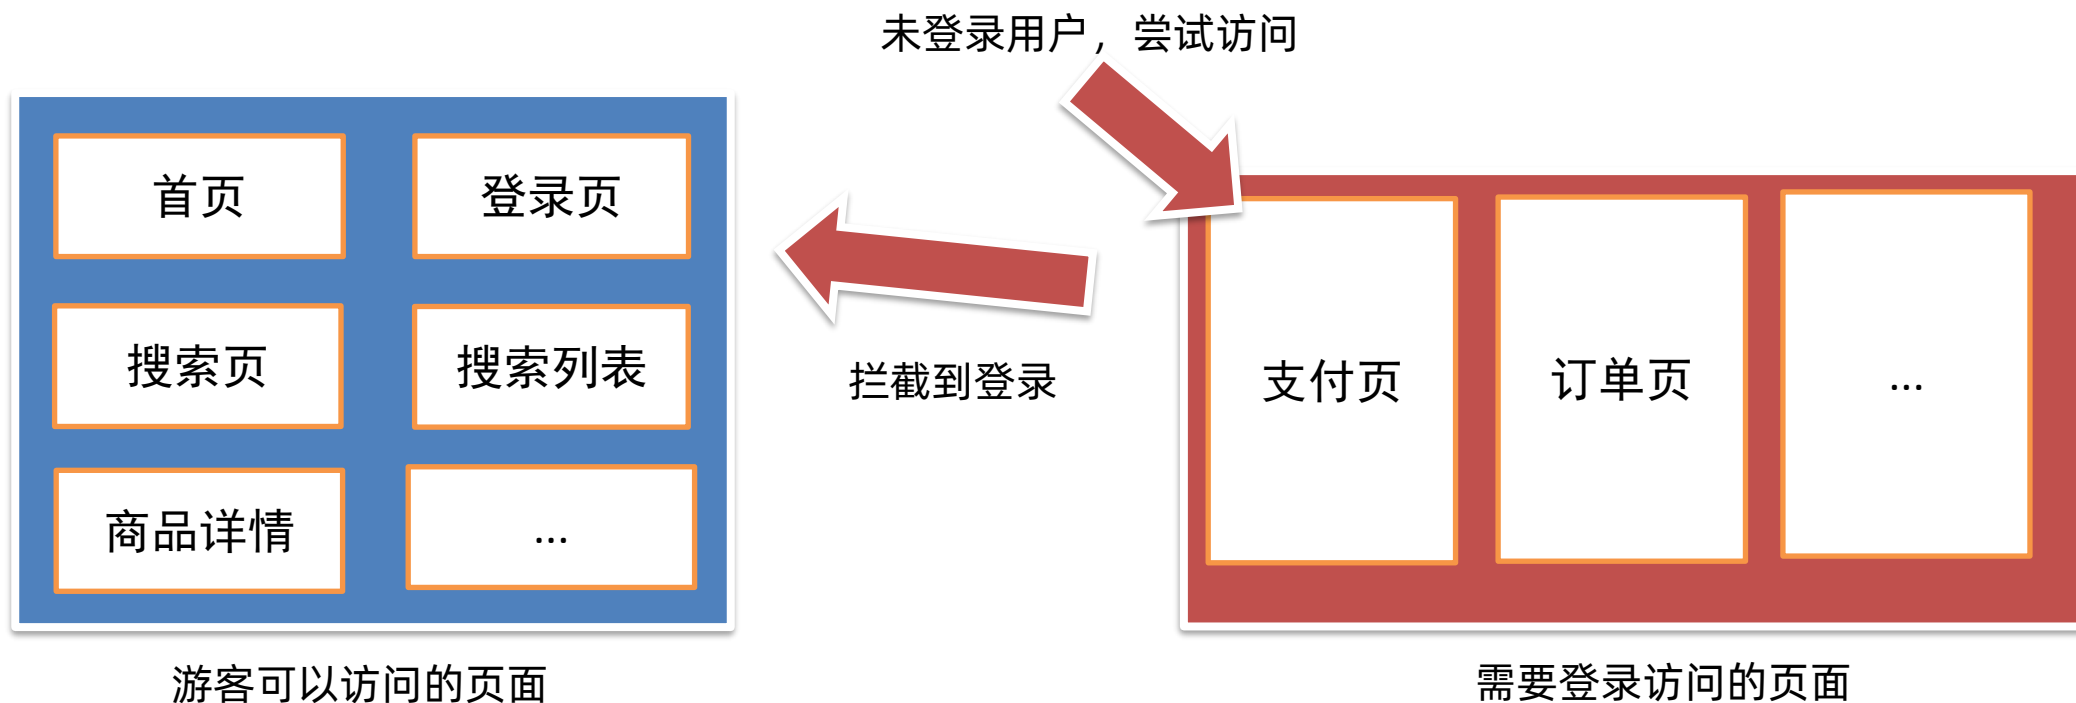 未登录用户，尝试访问
首页
登录页
搜索页
搜索列表
商品详情
...
拦截到登录
支付页
订单页
...
游客可以访问的页面
需要登录访问的页面